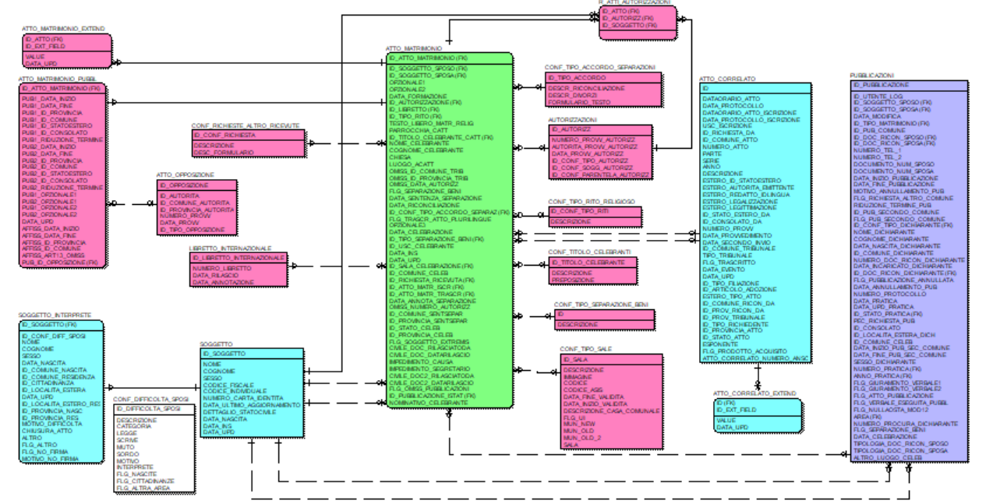 R_ATTI_AUTORIZZAZIONI
ID_ATTO (FK)
ID_AUTORIZZ (FK)
ID_SOGGETTO (FK)
ATTO_MATRIMONIO_EXTEND
ID_ATTO (FK)
ID_EXT_FIELD
VALUE
DATA_UPD
ATTO_MATRIMONIO_PUBBL
ID_ATTO_MATRIMONIO (FK)
PUB1_DATA_INIZIO
PUB1_DATA_FINE
PUB1_ID_PROVINCIA
PUB1_ID_COMUNE
PUB1_ID_STATOESTERO
PUB1_ID_CONSOLATO
PUB1_RIDUZIONE_TERMINE
PUB2_DATA_INIZIO
PUB2_DATA_FINE
PUB2_ID_PROVINCIA
PUB2_ID_COMUNE
PUB2_ID_STATOESTERO
PUB2_ID_CONSOLATO
PUB2_RIDUZIONE_TERMINE
PUB1_OPZIONALE1
PUB2_OPZIONALE1
PUB1_OPZIONALE2
PUB2_OPZIONALE2
DATA_UPD
AFFISS_DATA_INIZIO
AFFISS_DATA_FINE
AFFISS_ID_PROVINCIA
AFFISS_ID_COMUNE
AFFISS_ART13_OMISS
PUB_ID_OPPOSIZIONE (FK)
CONF_RICHIESTE_ALTRO_RICEVUTE
ID_CONF_RICHIESTA
DESCRIZIONE
DESC_FORMULARIO
ATTO_OPPOSIZIONE
ID_OPPOSIZIONE
ID_AUTORITA
ID_COMUNE_AUTORITA
ID_PROVINCIA_AUTORITA
NUMERO_PROVV
DATA_PROVV
ID_TIPO_OPPOSIZIONE
LIBRETTO_INTERNAZIONALE
ID_LIBRETTO_INTERNAZIONALE
NUMERO_LIBRETTO
DATA_RILASCIO
DATA_ANNOTAZIONE
SOGGETTO_INTERPRETE
ID_SOGGETTO (FK)
ID_CONF_DIFF_SPOSI
NOME
COGNOME
SESSO
DATA_NASCITA
ID_COMUNE_NASCITA
ID_COMUNE_RESIDENZA
ID_CITTADINANZA
ID_LOCALITA_ESTERA
DATA_UPD
ID_LOCALITA_ESTERO_RES
ID_PROVINCIA_NASC
ID_PROVINCIA_RES
MOTIVO_DIFFICOLTA
CHIUSURA_ATTO
ALTRO
FLG_ALTRO
FLG_NO_FIRMA
MOTIVO_NO_FIRMA
CONF_DIFFICOLTA_SPOSI
ID_DIFFICOLTA_SPOSI
DESCRIZIONE
CATEGORIA
LEGGE
SCRIVE
MUTO
SORDO
MOTIVO
INTERPRETE
FLG_NASCITE
FLG_CITTADINANZE
FLG_ALTRA_AREA
SOGGETTO
ID_SOGGETTO
NOME
COGNOME
SESSO
CODICE_FISCALE
CODICE_INDIVIDUALE
NUMERO_CARTA_IDENTITA
DATA_ULTIMO_AGGIORNAMENTO
DETTAGLIO_STATOCIVILE
DATA_NASCITA
DATA_INS
DATA_UPD
ATTO_MATRIMONIO
ID_ATTO_MATRIMONIO (FK)
ID_SOGGETTO_SPOSO (FK)
ID_SOGGETTO_SPOSA (FK)
OPZIONALE1
OPZIONALE2
DATA_FORMAZIONE
ID_AUTORIZZAZIONE (FK)
ID_LIBRETTO (FK)
ID_TIPO_RITO (FK)
TESTO_LIBERO_MATR_RELIG
PARROCCHIA_CATT
ID_TITOLO_CELEBRANTE_CATT (FK)
NOME_CELEBRANTE
COGNOME_CELEBRANTE
CHIESA
LUOGO_ACATT
OMISS_ID_COMUNE_TRIB
OMISS_ID_PROVINCIA_TRIB
OMISS_DATA_AUTORIZZ
FLG_SEPARAZIONE_BENI
DATA_SENTENZA_SEPARAZIONE
DATA_RICONCILIAZIONE
ID_CONF_TIPO_ACCORDO_SEPARAZ (FK)
FLG_TRASCR_ATTO_PLURILINGUE
OPZIONALE3
DATA_CELEBRAZIONE
ID_TIPO_SEPARAZIONE_BENI (FK)
ID_USC_CELEBRANTE
DATA_INS
DATA_UPD
ID_SALA_CELEBRAZIONE (FK)
ID_COMUNE_CELEB
ID_RICHIESTA_RICEVUTA (FK)
ID_ATTO_MATR_ISCR (FK)
ID_ATTO_MATR_TRASCR (FK)
DATA_ANNOTA_SEPARAZIONE
OMISS_NUMERO_AUTORIZZ
ID_COMUNE_SENTSEPAR
ID_PROVINCIA_SENTSEPAR
ID_STATO_CELEB
ID_PROVINCIA_CELEB
FLG_SOGGETTO_EXTREMIS
CIVILE_DOC_RILASCIATODA
CIVILE_DOC_DATARILASCIO
IMPEDIMENTO_CAUSA
IMPEDIMENTO_SEGRETARIO
CIVILE_DOC2_RILASCIATODA
CIVILE_DOC2_DATARILASCIO
FLG_OMISS_PUBBLICAZIONI
ID_PUBBLICAZIONE_ISTAT (FK)
NOMINATIVO_CELEBRANTE
CONF_TIPO_ACCORDO_SEPARAZIONI
ID_TIPO_ACCORDO
DESCR_RICONCILIAZIONE
DESCR_DIVORZI
FORMULARIO_TESTO
AUTORIZZAZIONI
ID_AUTORIZZ
NUMERO_PROVV_AUTORIZZ
AUTORITA_PROVV_AUTORIZZ
DATA_PROVV_AUTORIZZ
ID_CONF_TIPO_AUTORIZZ
ID_CONF_SOGG_AUTORIZZ
ID_CONF_PARENTELA_AUTORIZZ
CONF_TIPO_RITO_RELIGIOSO
ID_CONF_TIPO_RITI
DESCRIZIONE
CONF_TITOLO_CELEBRANTI
ID_TITOLO_CELEBRANTE
DESCRIZIONE
PREPOSIZIONE
CONF_TIPO_SEPARAZIONE_BENI
ID
DESCRIZIONE
CONF_TIPO_SALE
ID_SALA
DESCRIZIONE
IMMAGINE
CODICE
CODICE_ASIS
DATA_FINE_VALIDITA
DATA_INIZIO_VALIDITA
DESCRIZIONE_CASA_COMUNALE
FLG_UI
MUN_NEW
MUN_OLD
MUN_OLD_2
SALA
ATTO_CORRELATO
ID
DATAORARIO_ATTO
DATA_PROTOCOLLO
DATAORARIO_ATTO_ISCRIZIONE
DATA_PROTOCOLLO_ISCRIZIONE
USC_ISCRIZIONE
ID_RICHIESTA_DA
ID_COMUNE_ATTO
NUMERO_ATTO
PARTE
SERIE
ANNO
DESCRIZIONE
ESTERO_ID_STATOESTERO
ESTERO_AUTORITA_EMITTENTE
ESTERO_REDATTO_IDLINGUA
ESTERO_LEGALIZZAZIONE
ESTERO_LEGITTIMAZIONE
ID_STATO_ESTERO_DA
ID_CONSOLATO_DA
NUMERO_PROVV
DATA_PROVVEDIMENTO
DATA_SECONDO_INVIO
ID_COMUNE_TRIBUNALE
TIPO_TRIBUNALE
FLG_TRASCRITTO
DATA_EVENTO
DATA_UPD
ID_TIPO_FILIAZIONE
ID_ARTICOLO_ADOZIONE
ESTERO_TIPO_ATTO
ID_COMUNE_RICON_DA
ID_PROV_RICON_DA
ID_PROV_TRIBUNALE
ID_TIPO_RICHIEDENTE
ID_PROVINCIA_ATTO
ID_STATO_ATTO
ESPONENTE
FLG_PRODOTTO_ACQUISITO
ATTO_CORRELATO_NUMERO_ANSC
ATTO_CORRELATO_EXTEND
ID (FK)
ID_EXT_FIELD
VALUE
DATA_UPD
PUBBLICAZIONI
ID_PUBBLICAZIONE
ID_UTENTE_LOG
ID_SOGGETTO_SPOSO (FK)
ID_SOGGETTO_SPOSA (FK)
DATA_MODIFICA
ID_TIPO_MATRIMONIO (FK)
ID_PUB_COMUNE
ID_DOC_RICON_SPOSO (FK)
ID_DOC_RICON_SPOSA (FK)
NUMERO_TEL_1
NUMERO_TEL_2
DOCUMENTO_NUM_SPOSO
DOCUMENTO_NUM_SPOSA
DATA_INIZIO_PUBBLICAZIONE
DATA_FINE_PUBBLICAZIONE
MOTIVO_ANNULLAMENTO_PUB
FLG_RICHIESTA_ALTRO_COMUNE
RIDUZIONE_TERMINE_PUB
ID_PUB_SECONDO_COMUNE
FLG_PUB_SECONDO_COMUNE
ID_CONF_TIPO_DICHIARANTE (FK)
NOME_DICHIARANTE
COGNOME_DICHIARANTE
DATA_NASCITA_DICHIARANTE
ID_COMUNE_DICHIARANTE
NUMERO_DOC_RICON_DICHIARANTE
DATA_INCARICATO_DICHIARANTE
ID_DOC_RICON_DICHIARANTE (FK)
FLG_PUBBLICAZIONE_ANNULLATA
DATA_ANNULLAMENTO_PUB
NUMERO_PROTOCOLLO
DATA_PRATICA
DATA_PRATICA
ID_STATO_PRATICA (FK)
PEC_RICHIESTA_PUB
ID_CONSOLATO
ID_LOCALITA_ESTERA_DICH
ID_COMUNE_CELEB
DATA_INIZIO_PUB_SEC_COMUNE
DATA_FINE_PUB_SEC_COMUNE
SESSO_DICHIARANTE
NUMERO_PRATICA (FK)
ANNO_PRATICA (FK)
FLG_GIURAMENTO_VERBALE1
FLG_GIURAMENTO_VERBALE2
FLG_ATTO_PUBBLICAZIONE
FLG_VERBALE_ESEGUITA_PUBBL
FLG_NULLAOSTA_MOD12
AREA (FK)
NUMERO_PROCURA_DICHIARANTE
FLG_SEPARAZIONE_BENI
DATA_CELEBRAZIONE
TIPOLOGIA_DOC_RICON_SPOSO
TIPOLOGIA_DOC_RICON_SPOSA
ALTRO_LUOGO_CELEB